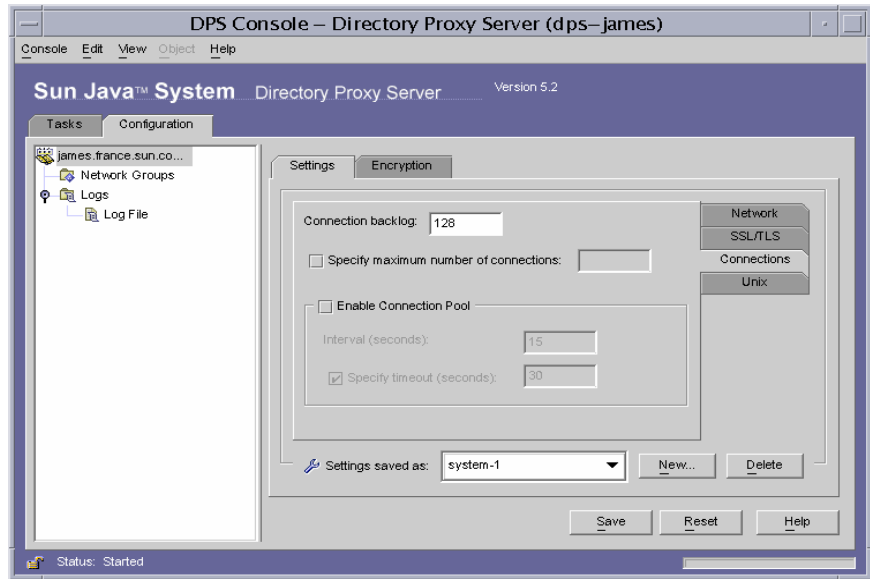 DPS Console – Directory Proxy Server (dps–james)
Console Edit View Object Help
Sun Java™ System Directory Proxy Server Version 5.2
Tasks Configuration
james.france.sun.co...
Network Groups
Logs
Log File
Settings Encryption
Connection backlog: 128
Specify maximum number of connections:
Enable Connection Pool
Interval (seconds): 15
Specify timeout (seconds): 30
Network
SSL/TLS
Connections
Unix
Settings saved as: system-1 New... Delete
Save Reset Help
Status: Started